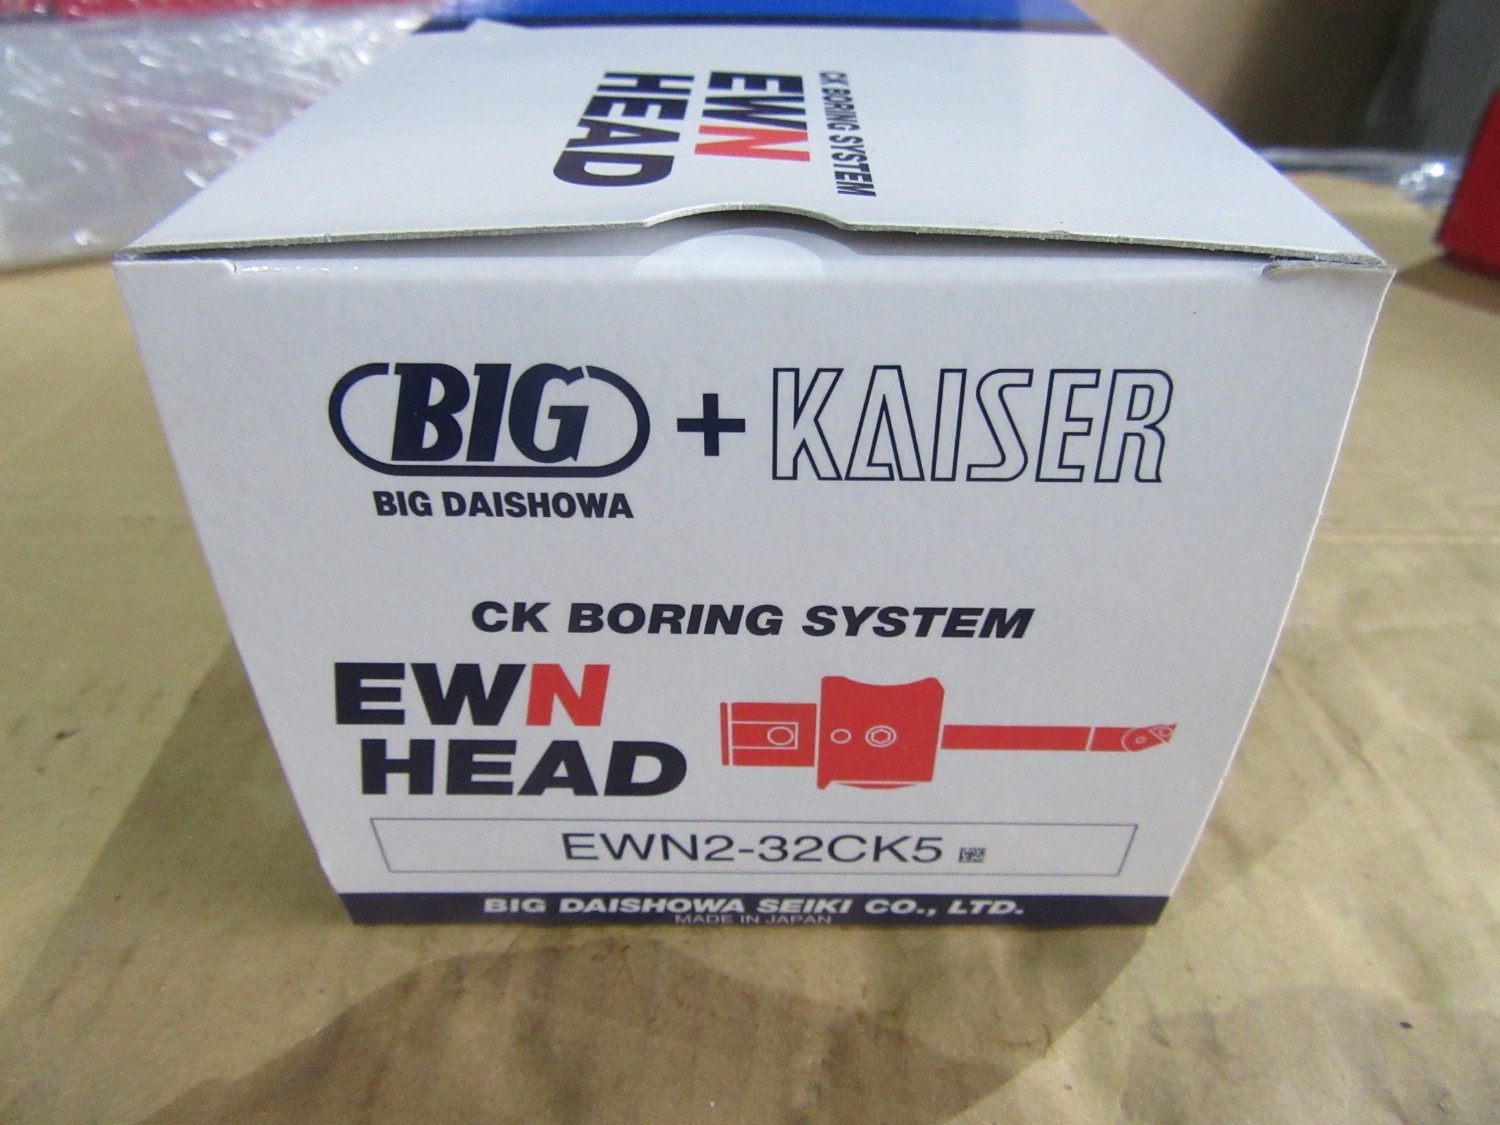 CK BORING SYSTEM
EWN
HEAD
BIG + KAISER
BIG DAISHOWA
CK BORING SYSTEM
EWN
HEAD
EWN2-32CK5
BIG DAISHOWA SEIKI CO., LTD.
MADE IN JAPAN